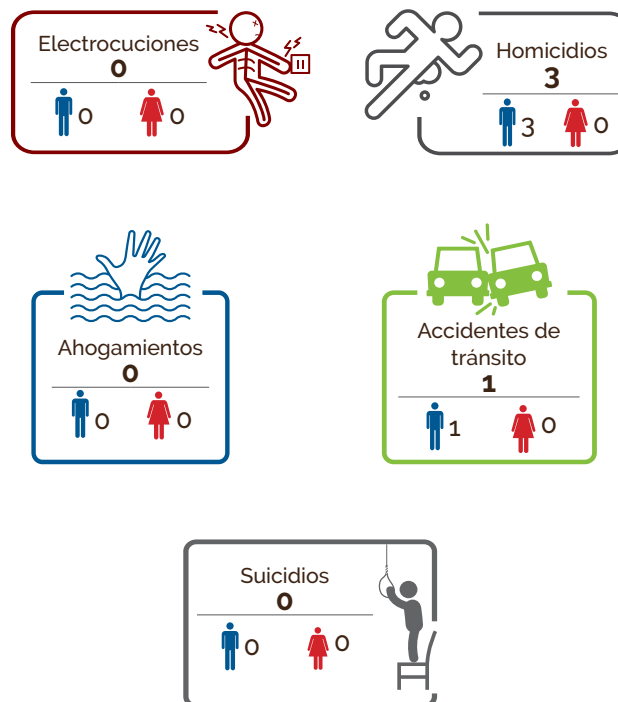 Electrocuciones
0
0 0
Homicidios
3
3 0
Ahogamientos
0
0 0
Accidentes de
tránsito
1
1 0
Suicidios
0
0 0